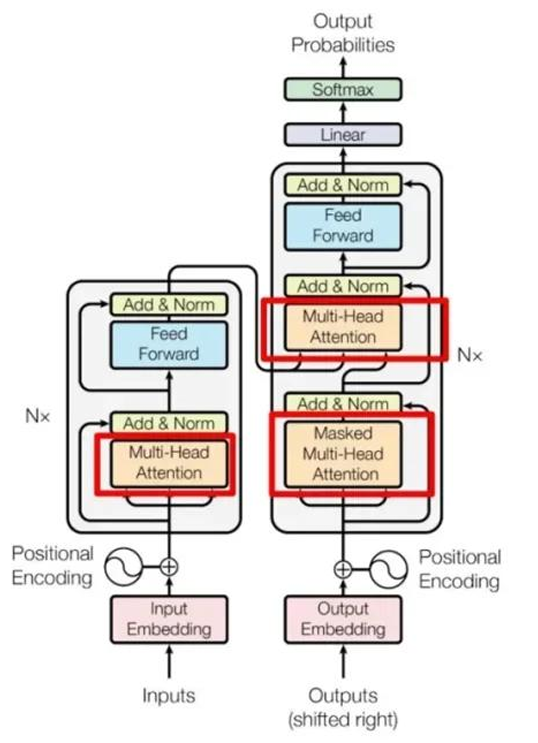 Output
Probabilities
Softmax
Linear
Add & Norm
Feed
Forward
Add & Norm
Multi-Head
Attention
Nx
Add & Norm
Masked
Multi-Head
Attention
Add & Norm
Feed
Forward
Nx
Add & Norm
Multi-Head
Attention
Positional
Encoding
Positional
Encoding
Input
Embedding
Output
Embedding
Inputs
Outputs
(shifted right)